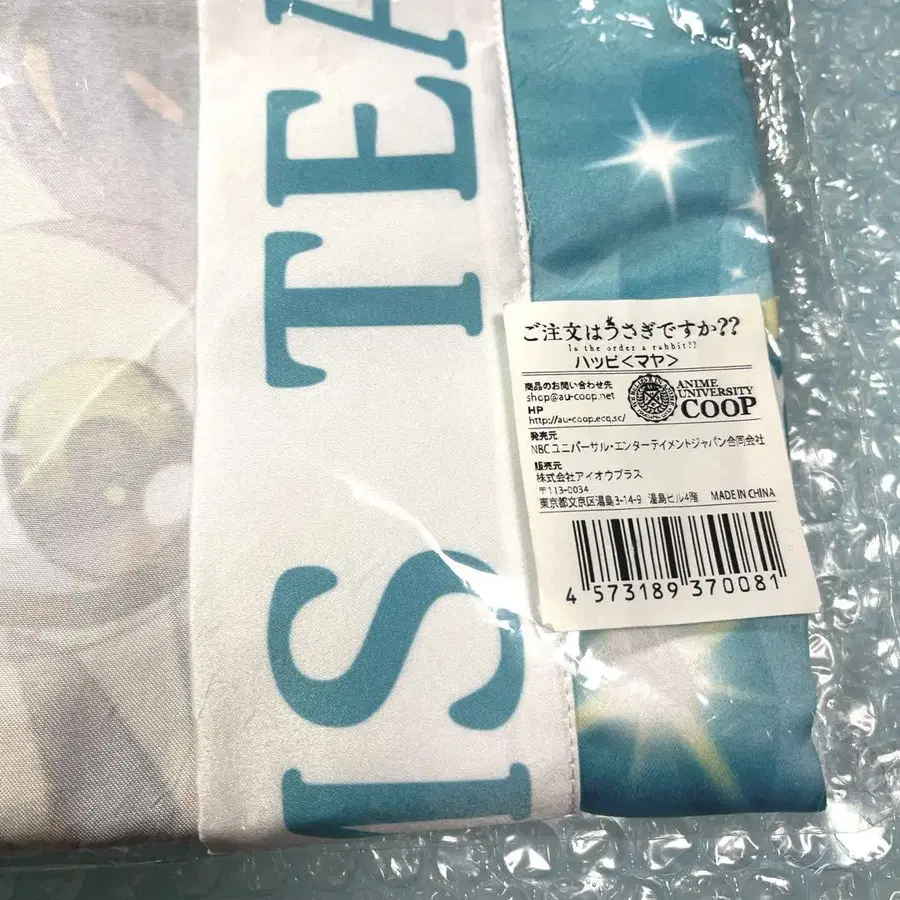 IS TEA
ご注文はうさぎですか??
Is the order a rabbit??
ハッピ<マヤ>
商品のお問い合わせ先
shop@au-coop.net
HP
http://au-coop.ecq.sc/
ANIME
UNIVERSITY
COOP
発売元
NBCユニバーサル・エンターテイメントジャパン合同会社
販売元
株式会社アイオウプラス
〒113-0034
東京都文京区湯島3-14-9 湯島ビル4階 MADE IN CHINA
4 573189 370081